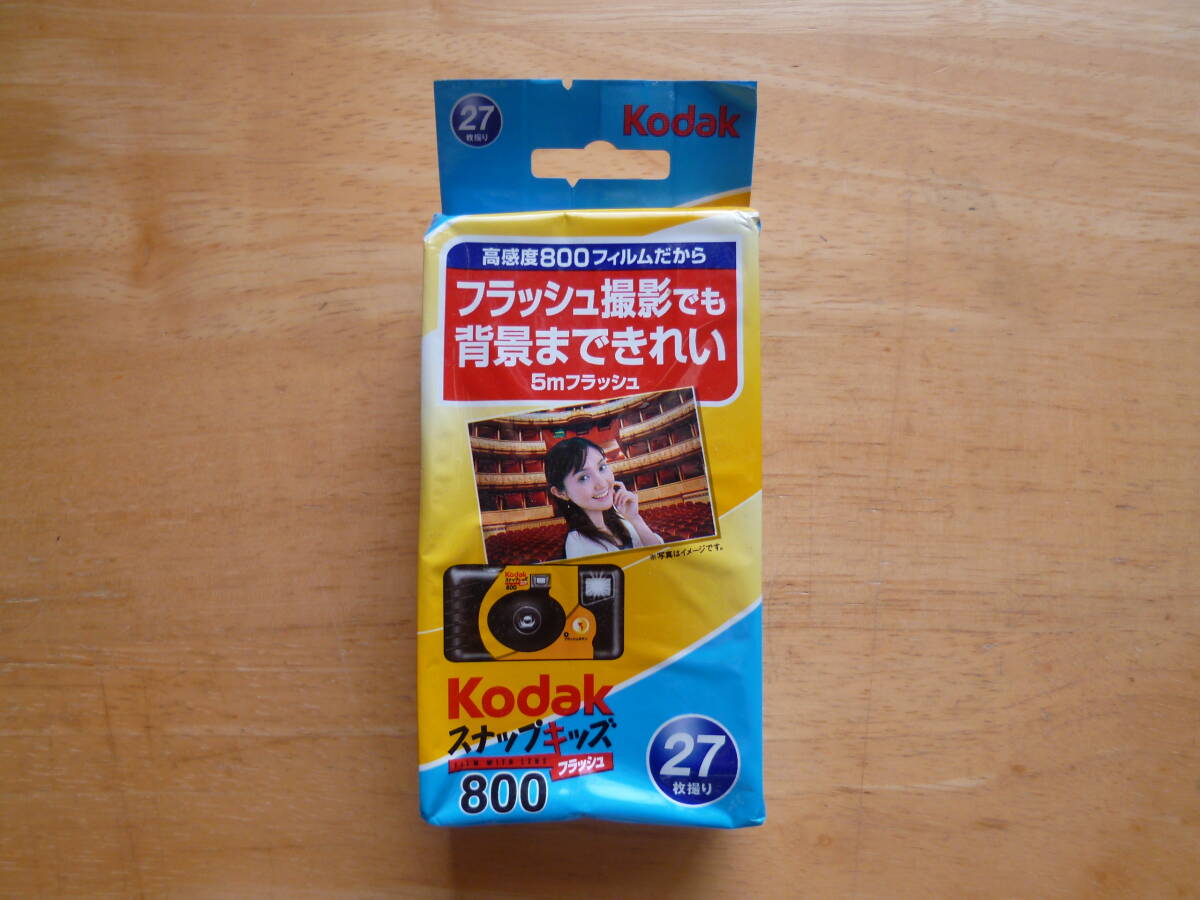 27
枚撮り
Kodak
高感度800フィルムだから
フラッシュ撮影でも
背景まできれい
5mフラッシュ
※写真はイメージです。
Kodak
800
Kodak
スナップキッズ
FILM WITH LENS
フラッシュ
800
27
枚撮り